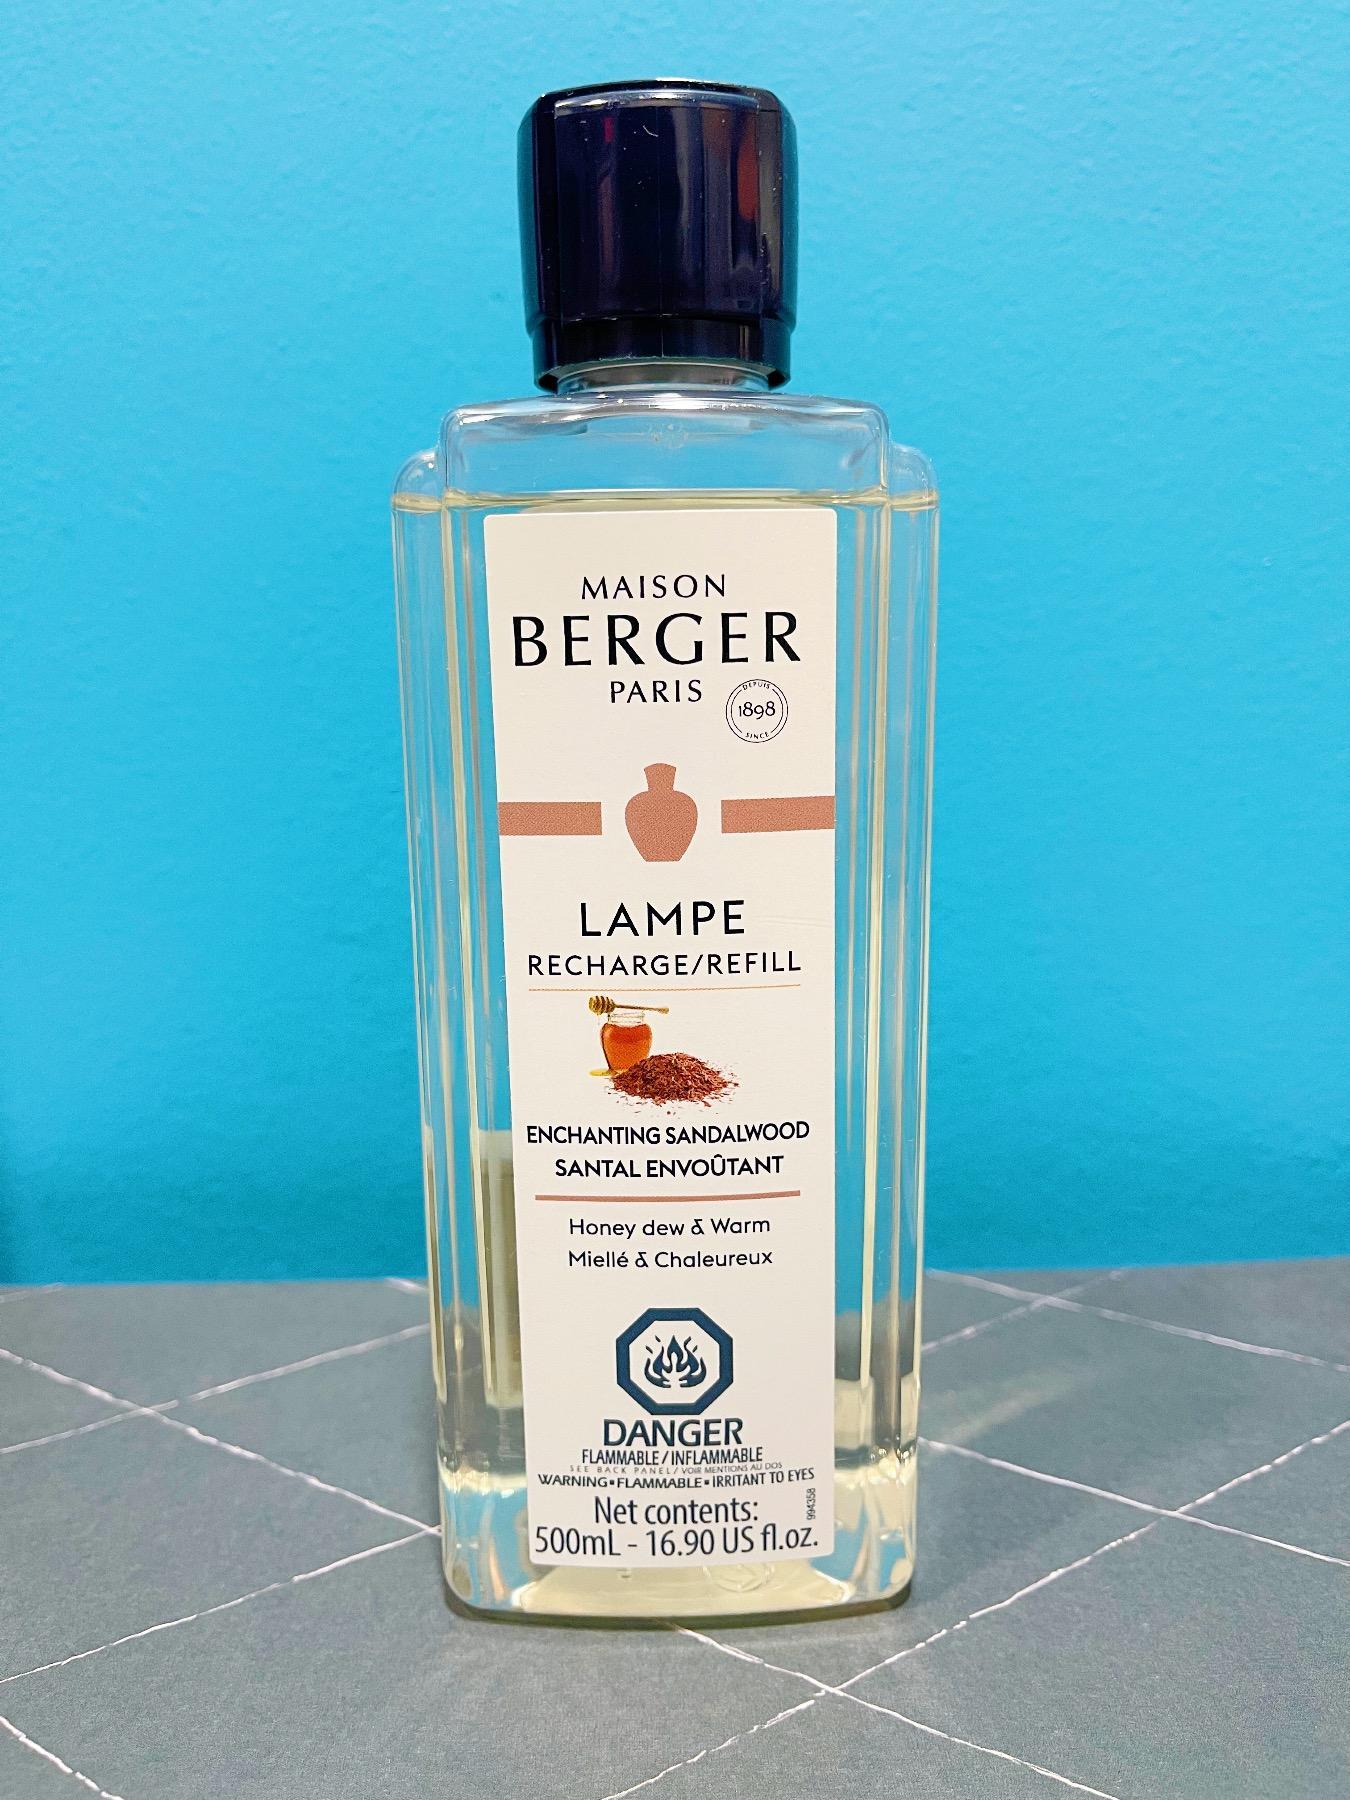 MAISON
BERGER
PARIS
DEPUIS
1898
SINCE
LAMPE
RECHARGE/REFILL
ENCHANTING SANDALWOOD
SANTAL ENVOÛTANT
Honey dew & Warm
Miellé & Chaleureux
DANGER
FLAMMABLE/INFLAMMABLE
SEE BACK PANEL/VOIR MENTIONS AU DOS
WARNING▪FLAMMABLE▪IRRITANT TO EYES
Net contents:
500mL - 16.90 US fl.oz.
994358